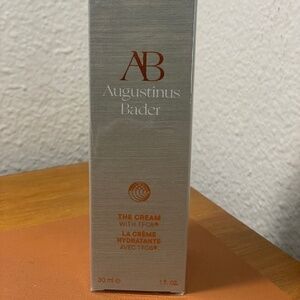 AB
Augustinus
Bader
THE CREAM
WITH TFC8®
LA CRÈME
HYDRATANTE
AVEC TFC8®
30 ml ℮ 1 fl. oz.